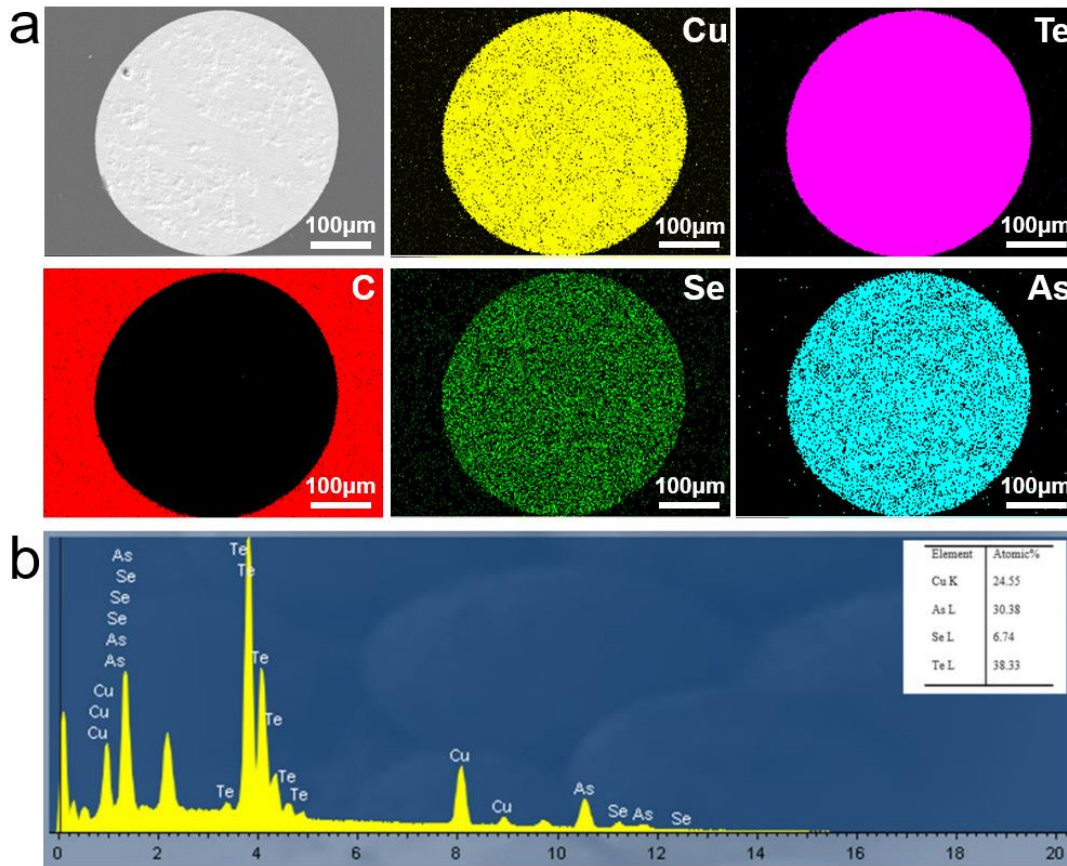 a
100μm
Cu
100μm
Te
100μm
C
100μm
Se
100μm
As
100μm
b
As
Se
Se
Se
As
As
Cu
Cu
Cu
Te
Te
Te
Te
Te
Te
Te
Cu
Cu
As
Se
As
Se
Element Atomic%
Cu K 24.55
As L 30.38
Se L 6.74
Te L 38.33
0 2 4 6 8 10 12 14 16 18 20